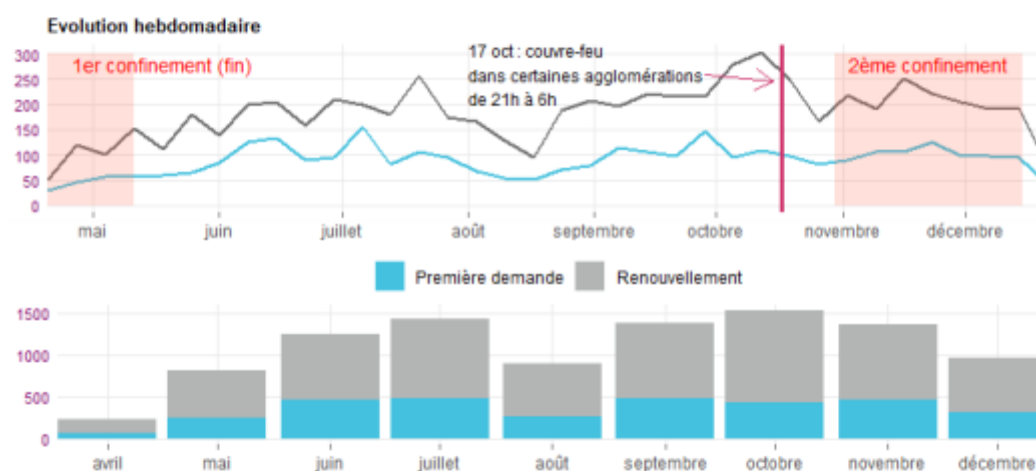 Evolution hebdomadaire
300
250
200
150
100
50
0
1er confinement (fin)
17 oct : couvre-feu
dans certaines agglomérations
de 21h à 6h
2ème confinement
mai juin juillet août septembre octobre novembre décembre
Première demande Renouvellement
1500
1000
500
0
avril mai juin juillet août septembre octobre novembre décembre